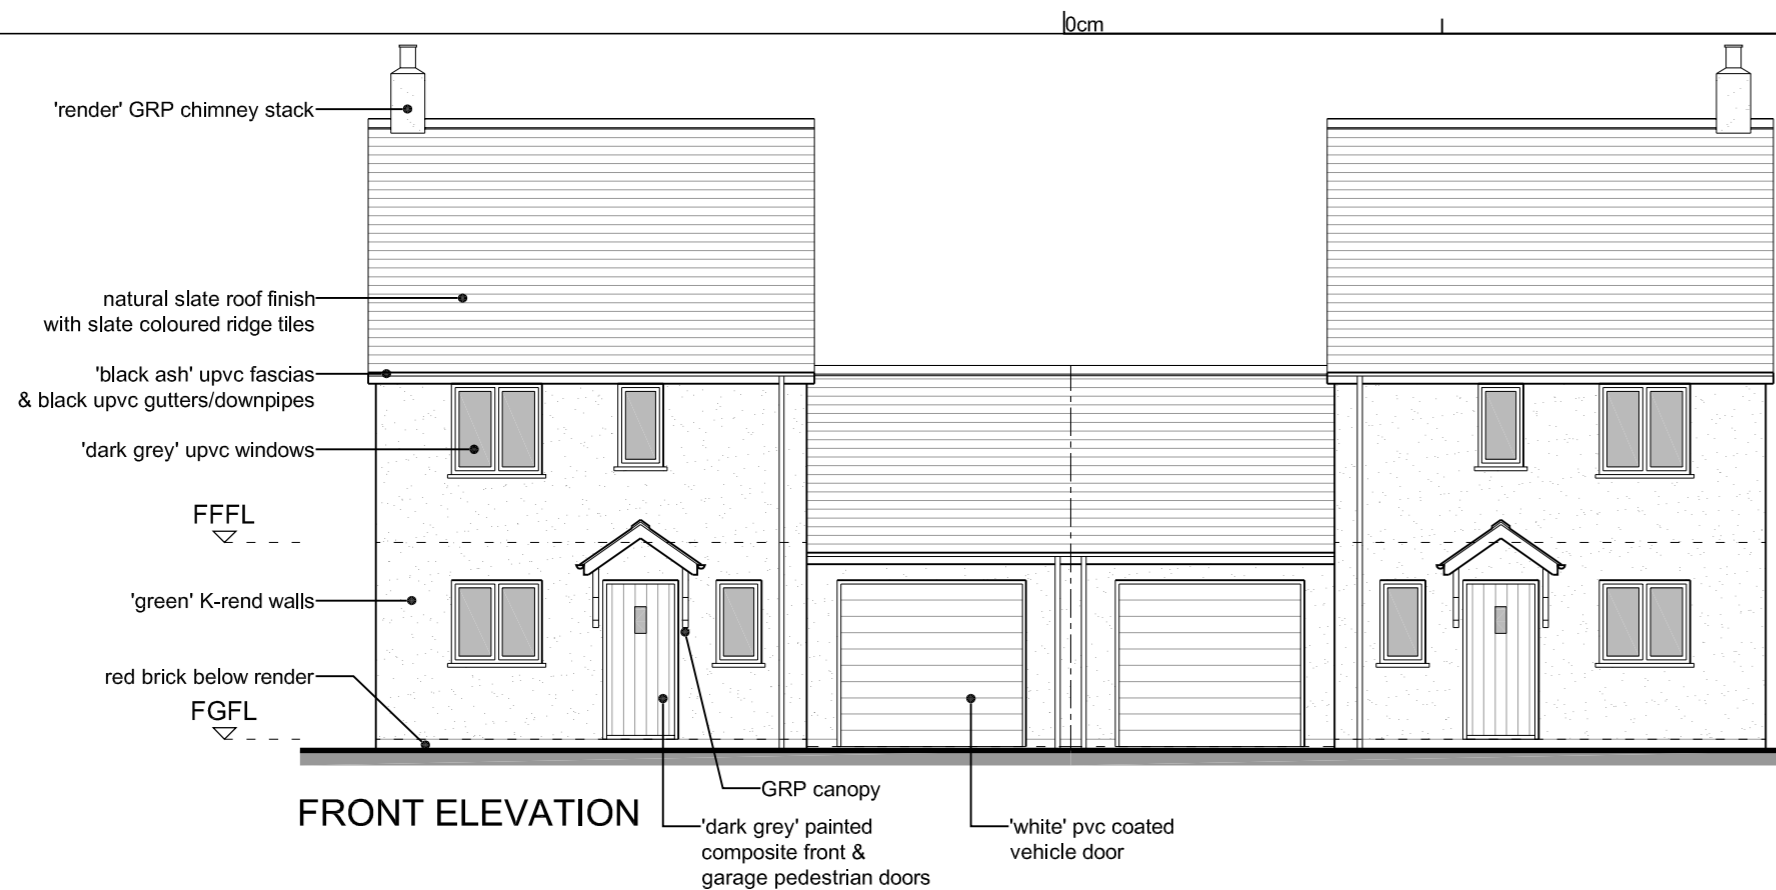 0cm
'render' GRP chimney stack
natural slate roof finish
with slate coloured ridge tiles
'black ash' upvc fascias
& black upvc gutters/downpipes
'dark grey' upvc windows
FFFL
'green' K-rend walls
red brick below render
FGFL
FRONT ELEVATION
GRP canopy
'dark grey' painted
composite front &
garage pedestrian doors
'white' pvc coated
vehicle door